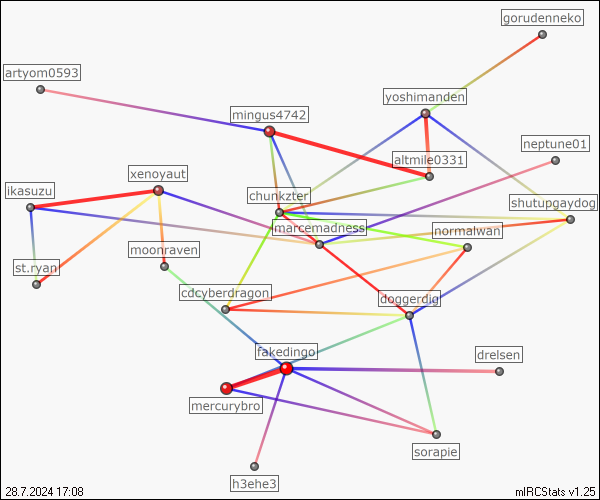 gorudenneko
artyom0593
yoshimanden
mingus4742
neptune01
altmile0331
xenoyaut
ikasuzu
chunkzter
shutupgaydog
marcemadness
normalwan
moonraven
st.ryan
cdcyberdragon
doggerdig
fakedingo
drelsen
mercurybro
sorapie
h3ehe3
28.7.2024 17:08
mIRCStats v1.25